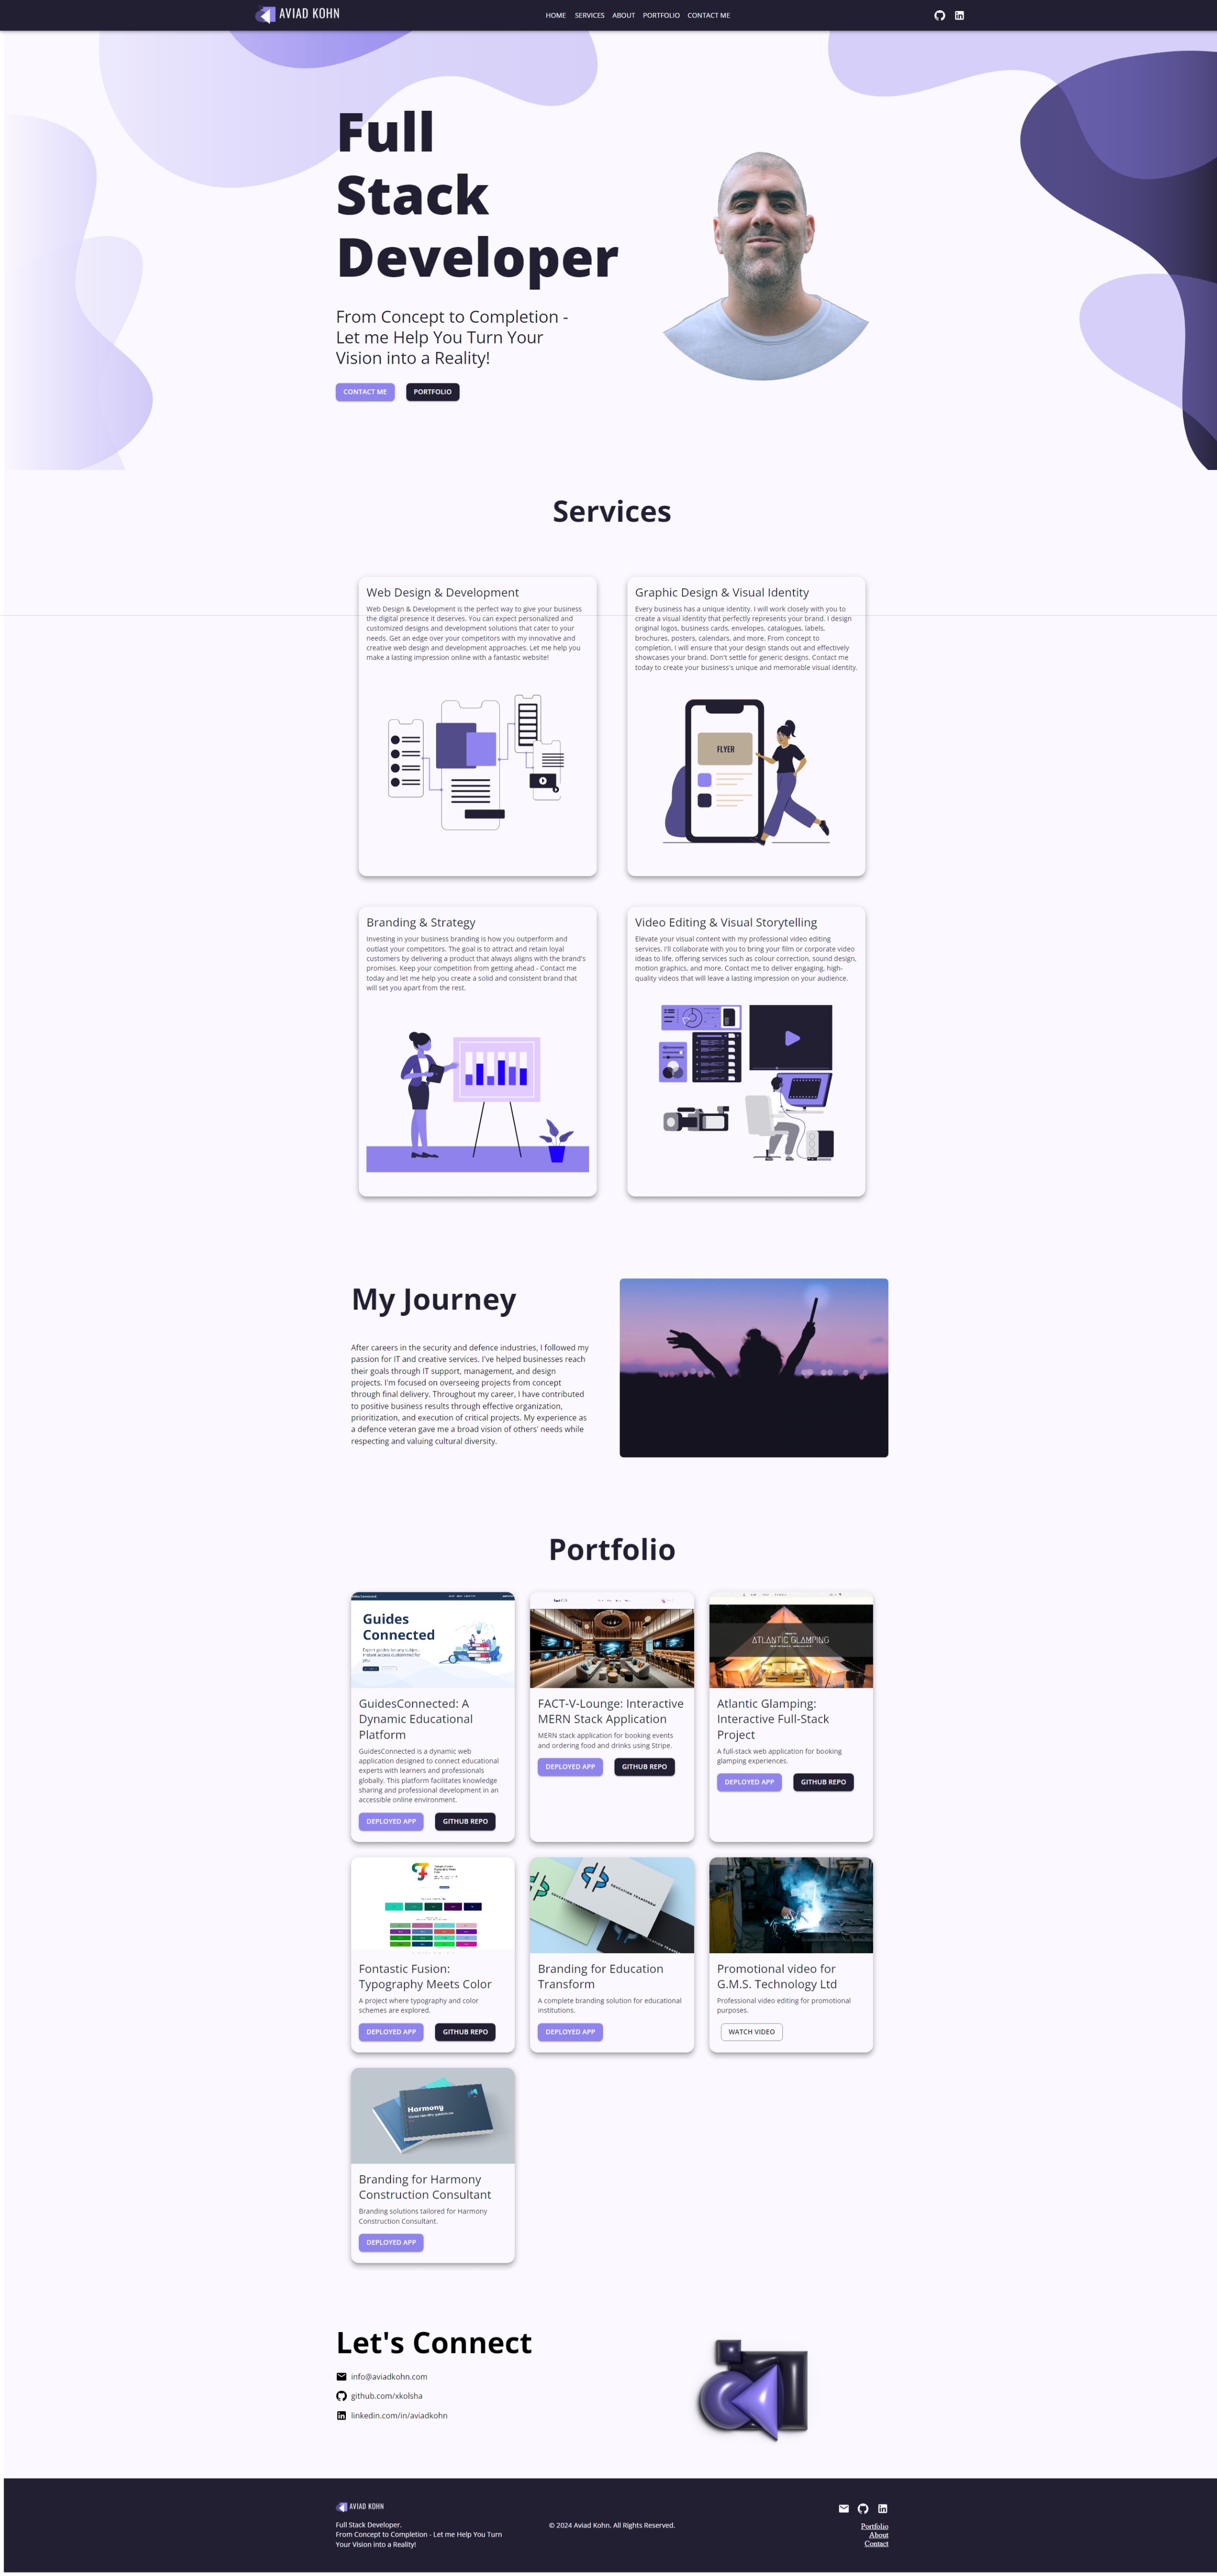 AVIAD KOHN
HOME SERVICES ABOUT PORTFOLIO CONTACT ME
Full
Stack
Developer
From Concept to Completion -
Let me Help You Turn Your
Vision into a Reality!
CONTACT ME PORTFOLIO
Services
Web Design & Development
Web Design & Development is the perfect way to give your business
the digital presence it deserves. You can expect personalized and
customized designs and development solutions that cater to your
needs. Get an edge over your competitors with my innovative and
creative web design and development approaches. Let me help you
make a lasting impression online with a fantastic website!
Graphic Design & Visual Identity
Every business has a unique identity. I will work closely with you to
create a visual identity that perfectly represents your brand. I design
original logos, business cards, envelopes, catalogues, labels,
brochures, posters, calendars, and more. From concept to
completion, I will ensure that your design stands out and effectively
showcases your brand. Don't settle for generic designs. Contact me
today to create your business's unique and memorable visual identity.
FLYER
Branding & Strategy
Investing in your business branding is how you outperform and
outlast your competitors. The goal is to attract and retain loyal
customers by delivering a product that always aligns with the brand's
promises. Keep your competition from getting ahead - Contact me
today and let me help you create a solid and consistent brand that
will set you apart from the rest.
Video Editing & Visual Storytelling
Elevate your visual content with my professional video editing
services. I'll collaborate with you to bring your film or corporate video
ideas to life, offering services such as colour correction, sound design,
motion graphics, and more. Contact me to deliver engaging, high-
quality videos that will leave a lasting impression on your audience.
My Journey
After careers in the security and defence industries, I followed my
passion for IT and creative services. I've helped businesses reach
their goals through IT support, management, and design
projects. I'm focused on overseeing projects from concept
through final delivery. Throughout my career, I have contributed
to positive business results through effective organization,
prioritization, and execution of critical projects. My experience as
a defence veteran gave me a broad vision of others' needs while
respecting and valuing cultural diversity.
Portfolio
Guides
Connected
Expert guides for any subject.
Instant access customized for
you
GuidesConnected: A
Dynamic Educational
Platform
GuidesConnected is a dynamic web
application designed to connect educational
experts with learners and professionals
globally. This platform facilitates knowledge
sharing and professional development in an
accessible online environment.
DEPLOYED APP GITHUB REPO
FACT-V-Lounge: Interactive
MERN Stack Application
MERN stack application for booking events
and ordering food and drinks using Stripe.
DEPLOYED APP GITHUB REPO
ATLANTIC GLAMPING
Atlantic Glamping:
Interactive Full-Stack
Project
A full-stack web application for booking
glamping experiences.
DEPLOYED APP GITHUB REPO
Fontastic Fusion:
Typography Meets Color
A project where typography and color
schemes are explored.
DEPLOYED APP GITHUB REPO
EDUCATION TRANSFORM
Branding for Education
Transform
A complete branding solution for educational
institutions.
DEPLOYED APP
Promotional video for
G.M.S. Technology Ltd
Professional video editing for promotional
purposes.
WATCH VIDEO
Harmony
Branding for Harmony
Construction Consultant
Branding solutions tailored for Harmony
Construction Consultant.
DEPLOYED APP
Let's Connect
info@aviadkohn.com
github.com/xkolsha
linkedin.com/in/aviadkohn
AVIAD KOHN
Full Stack Developer.
From Concept to Completion - Let me Help You Turn
Your Vision into a Reality!
© 2024 Aviad Kohn. All Rights Reserved.
Portfolio
About
Contact